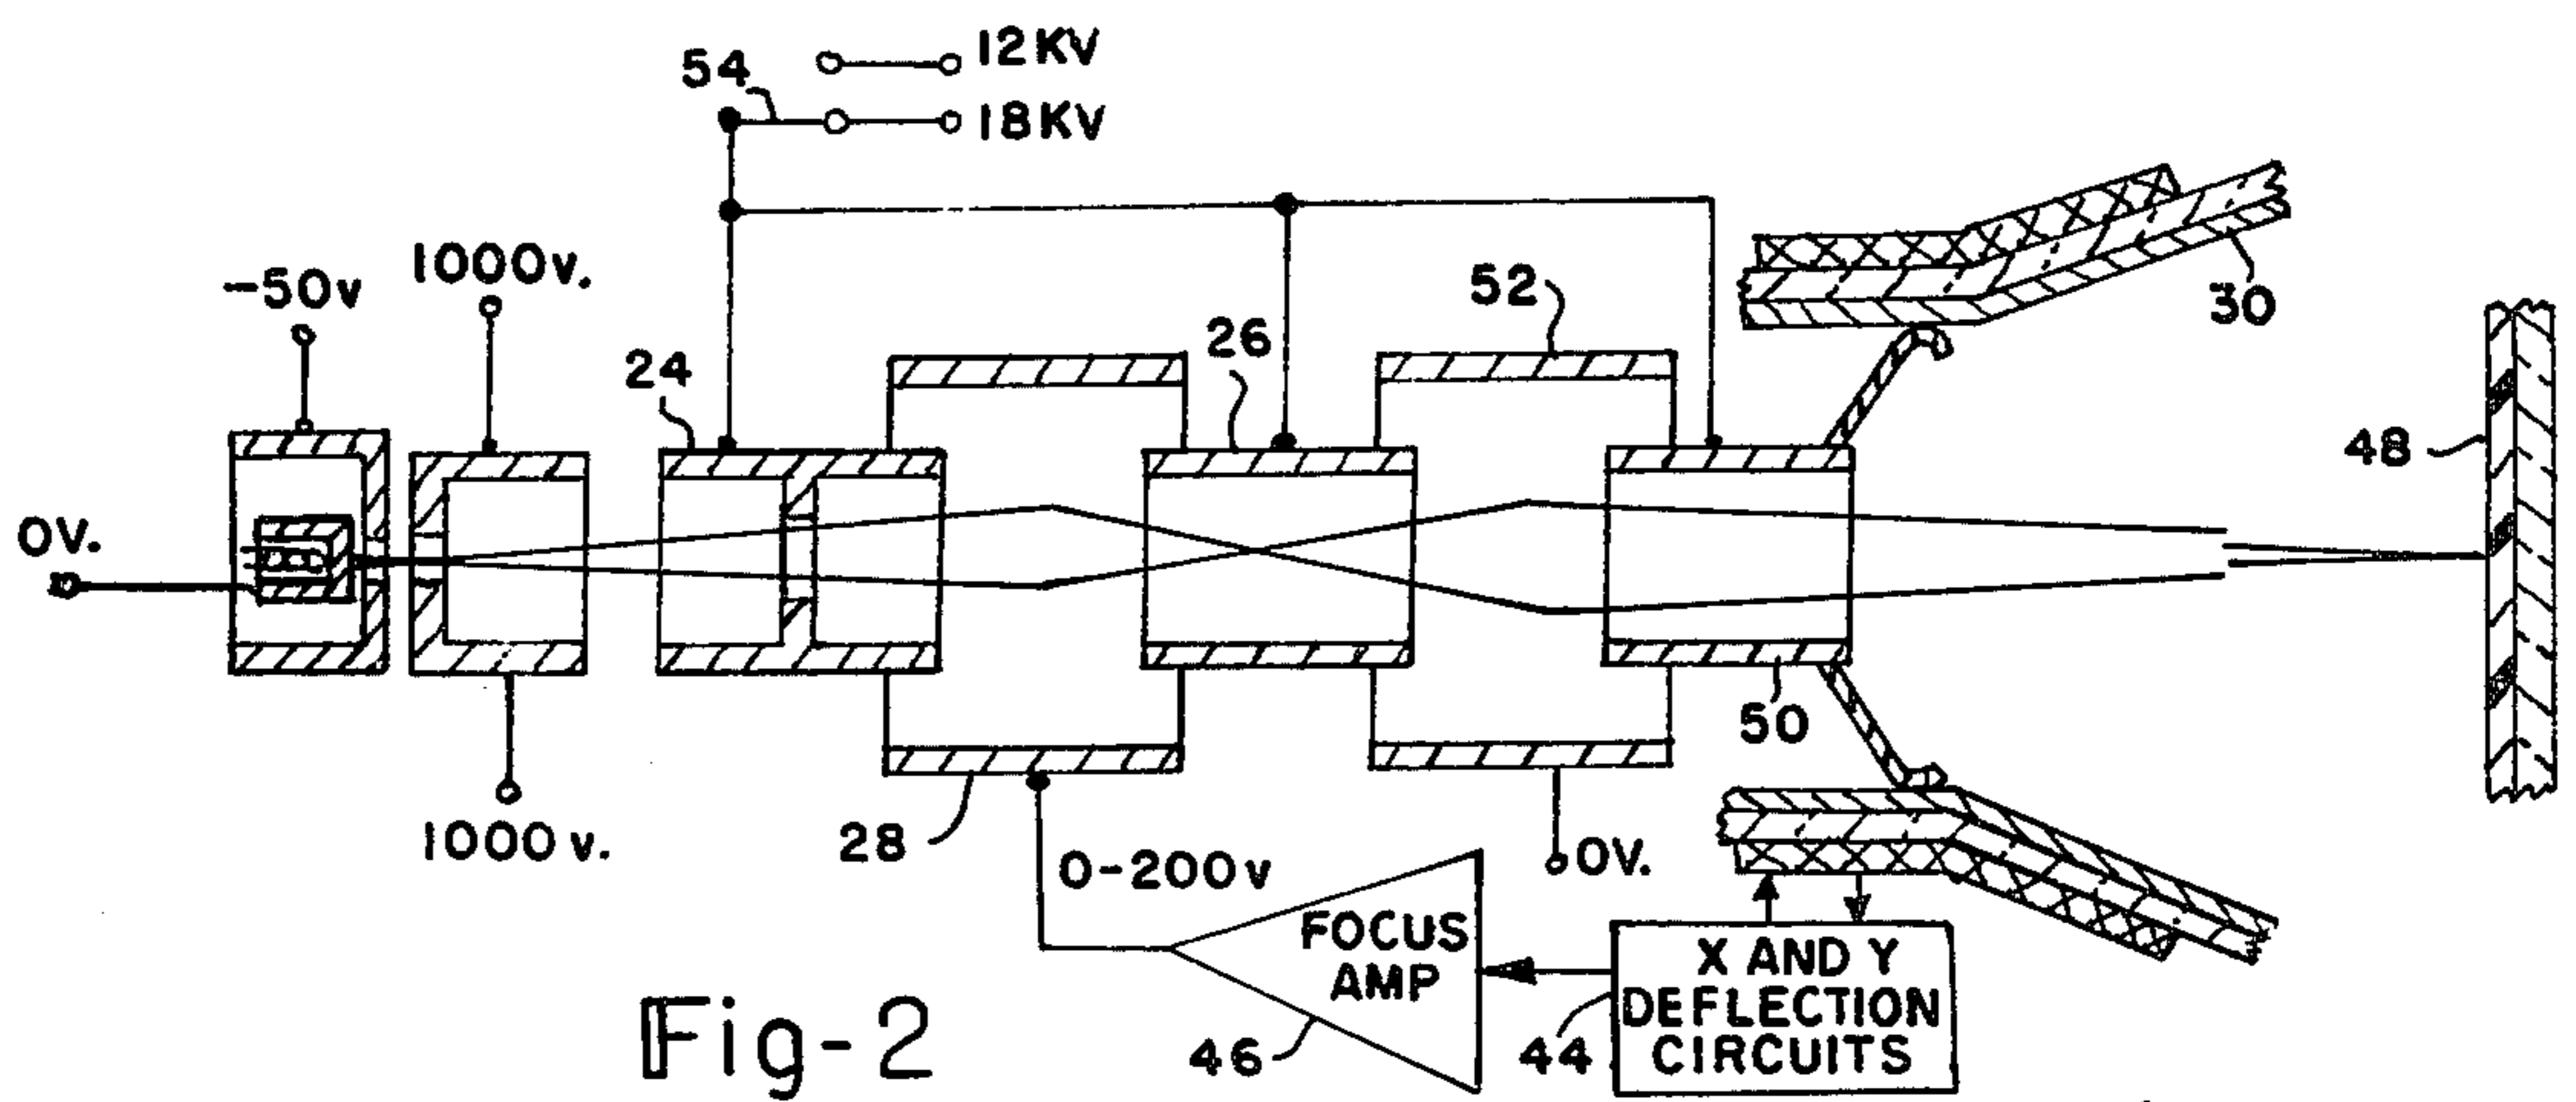 12KV
54
18KV
1000v.
-50v
52
30
26
24
48
0V.
50
28
1000v.
0-200v
0V.
FOCUS
AMP
X AND Y
DEFLECTION
CIRCUITS
46
44
Fig-2